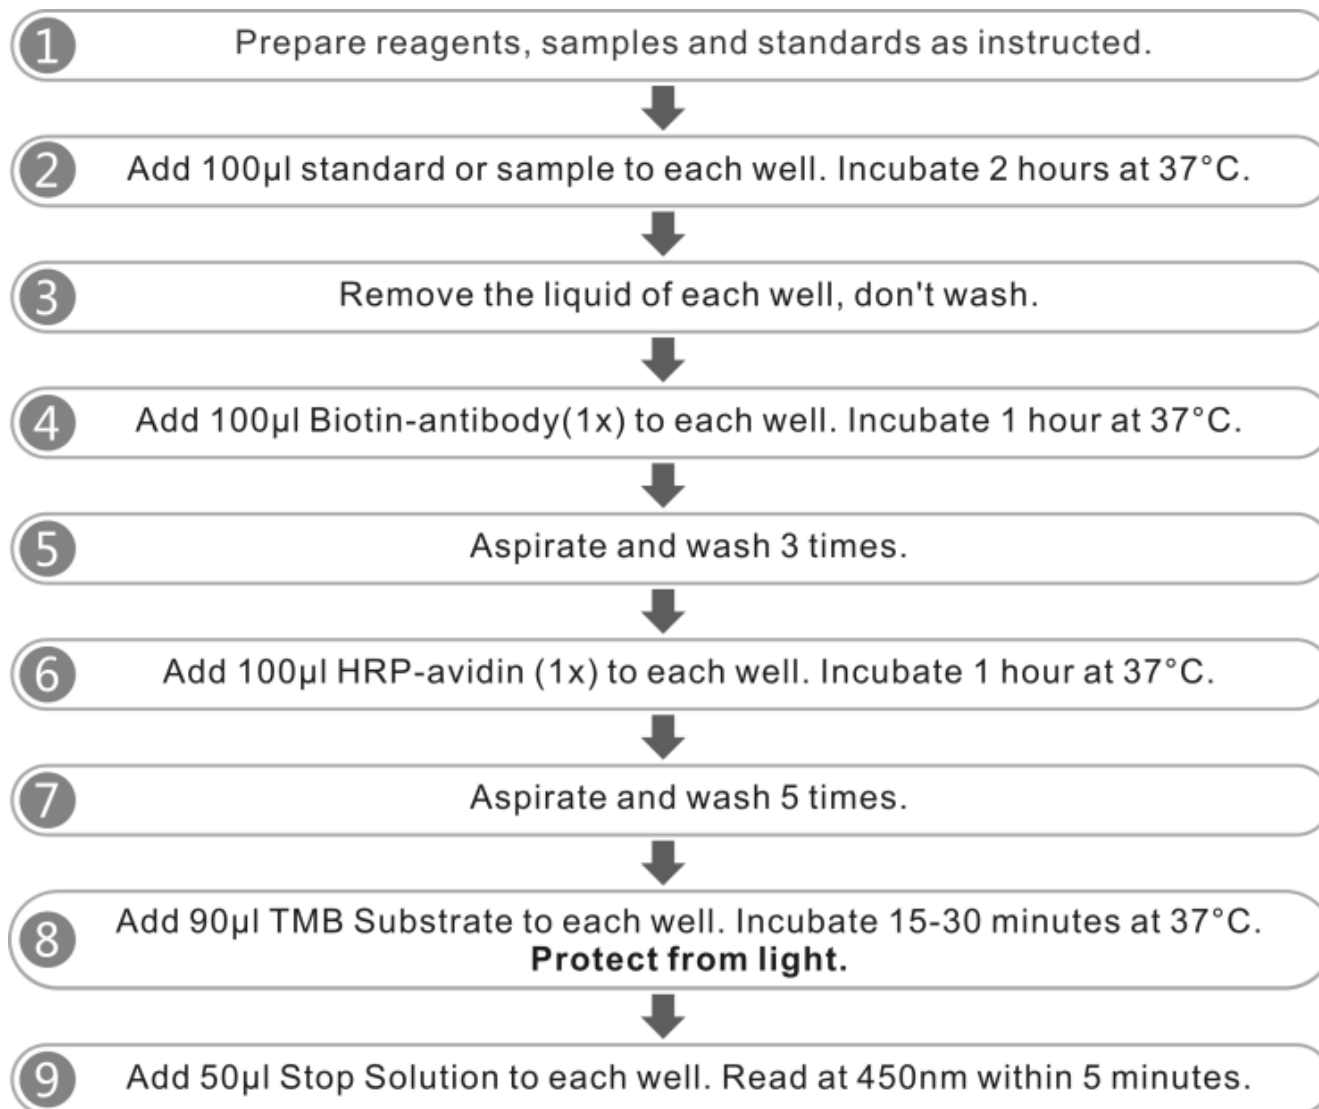 1 Prepare reagents, samples and standards as instructed.
2 Add 100µl standard or sample to each well. Incubate 2 hours at 37°C.
3 Remove the liquid of each well, don't wash.
4 Add 100µl Biotin-antibody(1x) to each well. Incubate 1 hour at 37°C.
5 Aspirate and wash 3 times.
6 Add 100µl HRP-avidin (1x) to each well. Incubate 1 hour at 37°C.
7 Aspirate and wash 5 times.
8 Add 90µl TMB Substrate to each well. Incubate 15-30 minutes at 37°C.
Protect from light.
9 Add 50µl Stop Solution to each well. Read at 450nm within 5 minutes.